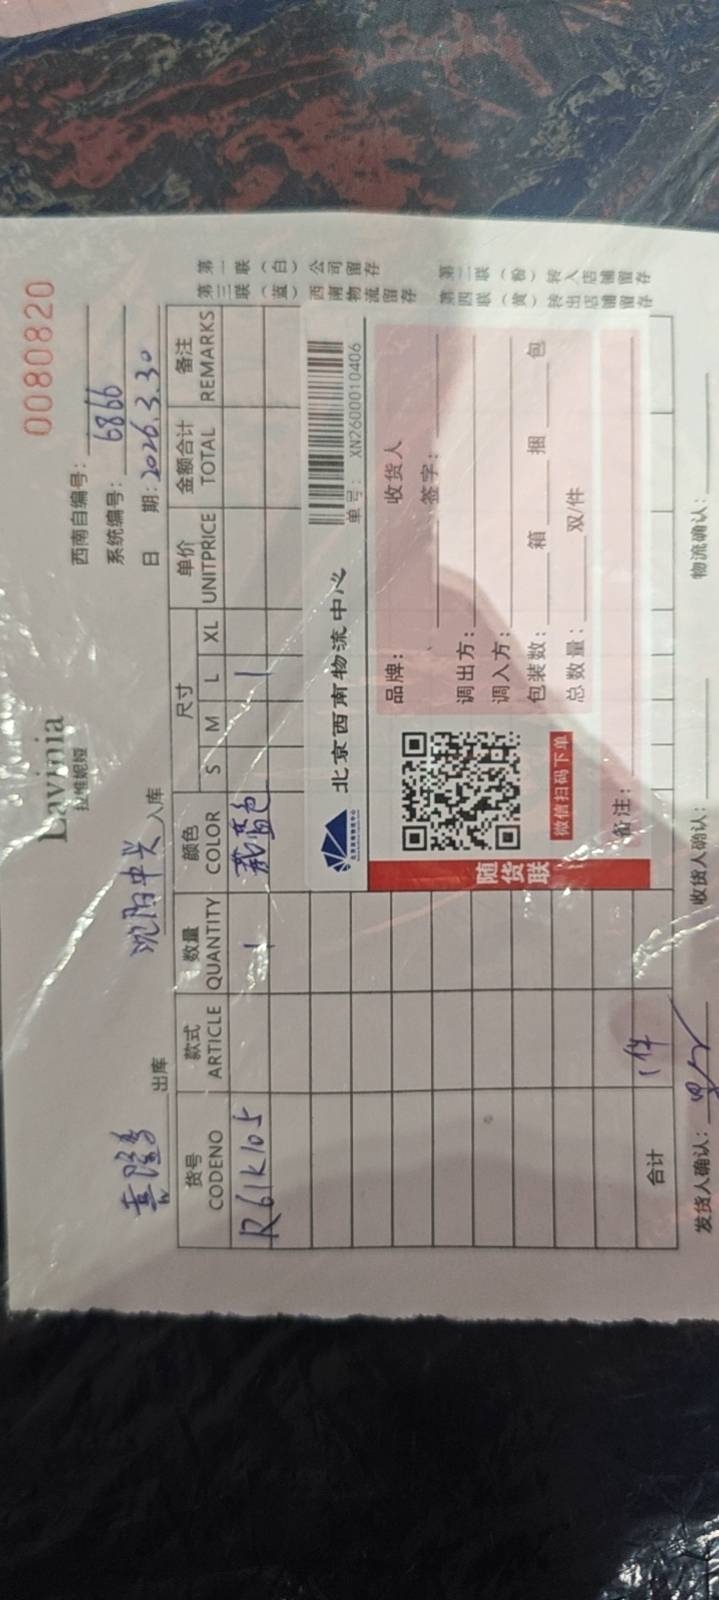 Lavinia
拉维妮娅
0080820
西南自编号：
系统编号：6866
日 期：2026.3.30
出库 沈阳中兴 入库
货号 款式 数量 颜色 尺寸 单价 金额合计 备注
CODENO ARTICLE QUANTITY COLOR S M L XL UNITPRICE TOTAL REMARKS
R61K105 1 藏蓝色 1
第一联（白）公司留存
第三联（蓝）西南物流留存
第二联（粉）转入店铺留存
第四联（黄）转出店铺留存
北京西南物流中心
单号： XN2600010406
随货联
微信扫码下单
品牌： 收货人
签字：
调出方：
调入方：
包装数： 箱 捆 包
总数量： 双/件
备注：
合计 1件
发货人确认： 收货人确认： 物流确认：